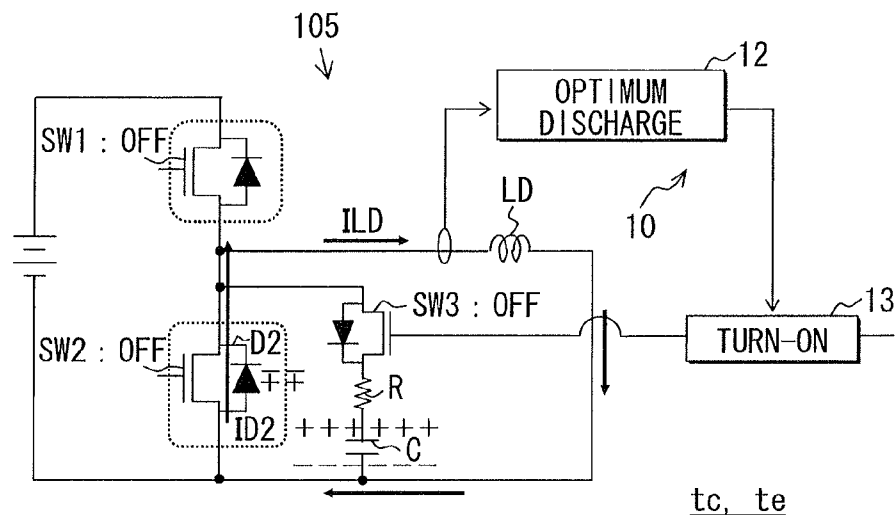 105
12
OPTIMUM
DISCHARGE
SW1 : OFF
10
ILD
LD
SW3 : OFF
13
TURN-ON
SW2 : OFF
D2
++
R
ID2
++++++
C
tc, te